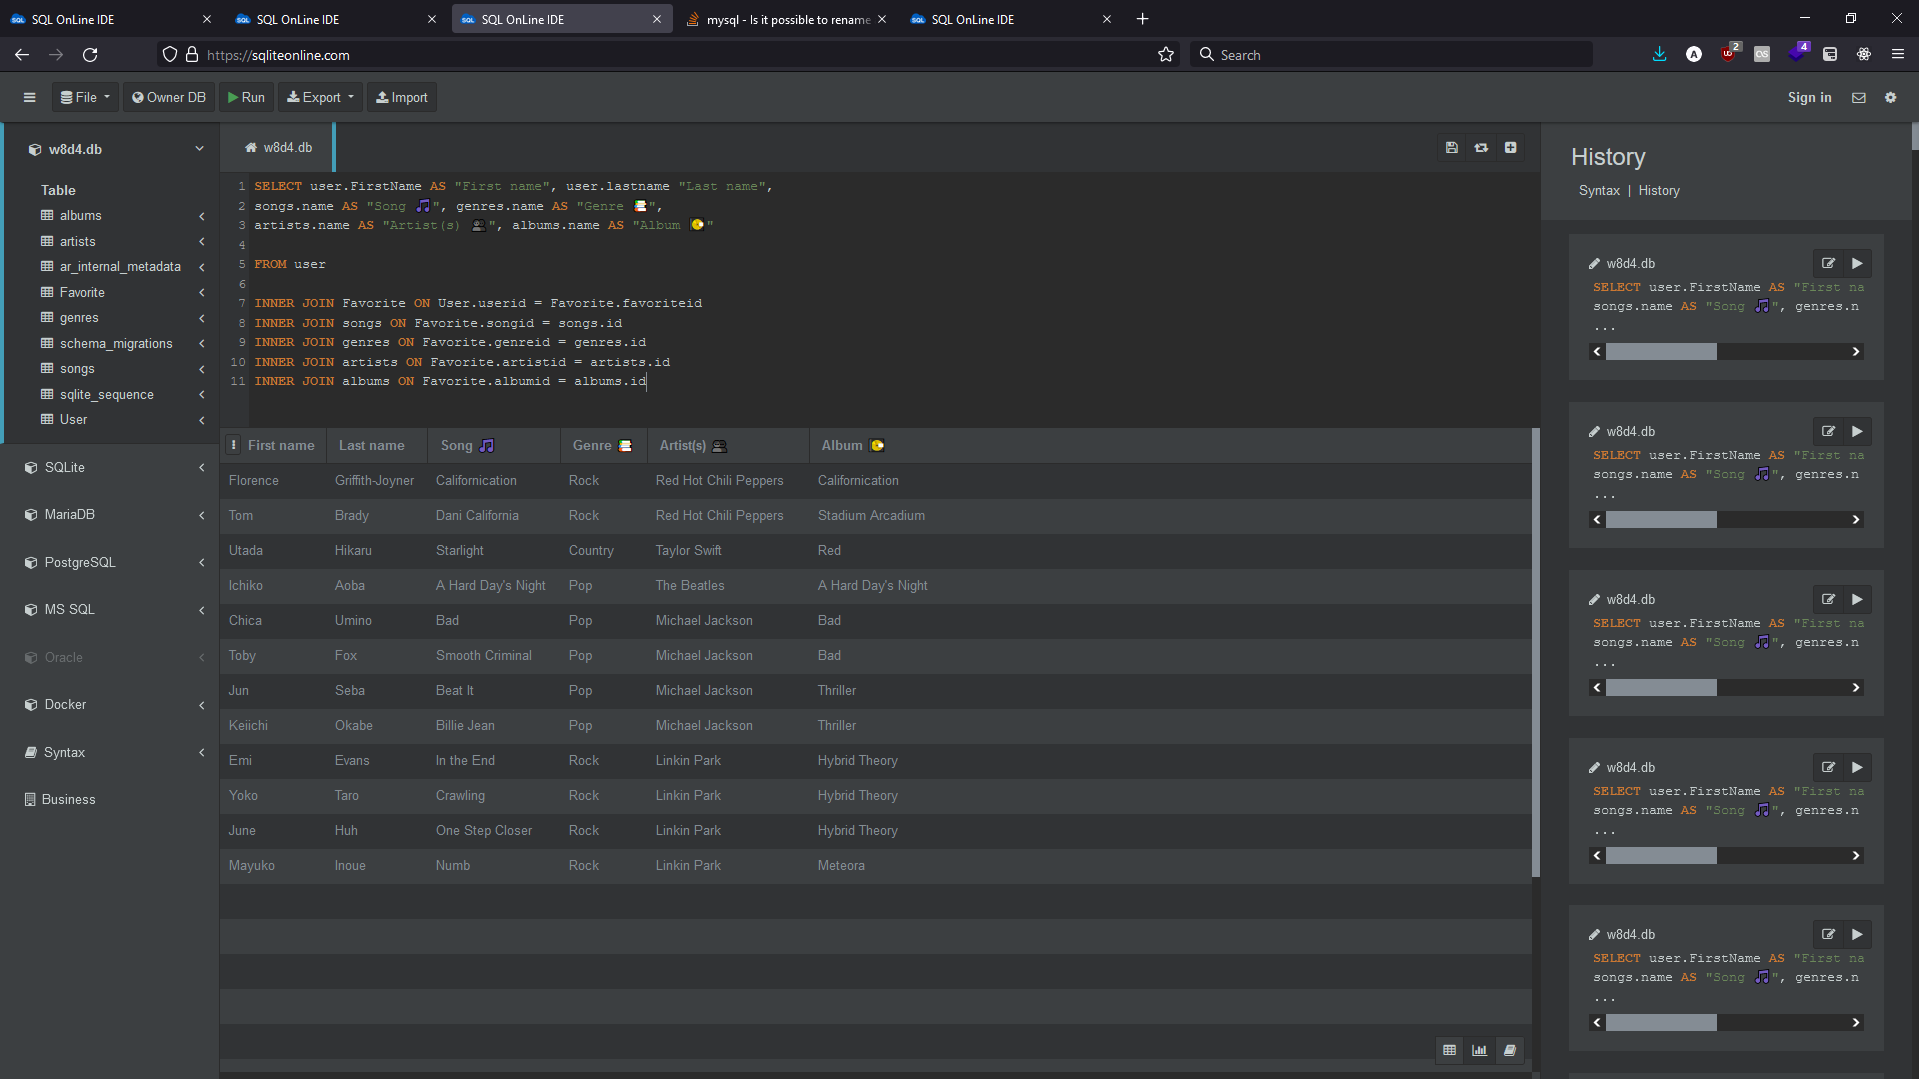 SQL OnLine IDE
SQL OnLine IDE
SQL OnLine IDE
mysql - Is it possible to rename
SQL OnLine IDE
https://sqliteonline.com
Search
2
4
File
Owner DB
Run
Export
Import
Sign in
w8d4.db
Table
albums
artists
ar_internal_metadata
Favorite
genres
schema_migrations
songs
sqlite_sequence
User
SQLite
MariaDB
PostgreSQL
MS SQL
Oracle
Docker
Syntax
Business
w8d4.db
1 SELECT user.FirstName AS "First name", user.lastname "Last name",
2 songs.name AS "Song 🎵", genres.name AS "Genre 📚",
3 artists.name AS "Artist(s) 👥", albums.name AS "Album 💽"
4
5 FROM user
6
7 INNER JOIN Favorite ON User.userid = Favorite.favoriteid
8 INNER JOIN songs ON Favorite.songid = songs.id
9 INNER JOIN genres ON Favorite.genreid = genres.id
10 INNER JOIN artists ON Favorite.artistid = artists.id
11 INNER JOIN albums ON Favorite.albumid = albums.id
First name Last name Song 🎵 Genre 📚 Artist(s) 👥 Album 💽
Florence Griffith-Joyner Californication Rock Red Hot Chili Peppers Californication
Tom Brady Dani California Rock Red Hot Chili Peppers Stadium Arcadium
Utada Hikaru Starlight Country Taylor Swift Red
Ichiko Aoba A Hard Day's Night Pop The Beatles A Hard Day's Night
Chica Umino Bad Pop Michael Jackson Bad
Toby Fox Smooth Criminal Pop Michael Jackson Bad
Jun Seba Beat It Pop Michael Jackson Thriller
Keiichi Okabe Billie Jean Pop Michael Jackson Thriller
Emi Evans In the End Rock Linkin Park Hybrid Theory
Yoko Taro Crawling Rock Linkin Park Hybrid Theory
June Huh One Step Closer Rock Linkin Park Hybrid Theory
Mayuko Inoue Numb Rock Linkin Park Meteora
History
Syntax | History
w8d4.db
SELECT user.FirstName AS "First na
songs.name AS "Song 🎵", genres.n
...
w8d4.db
SELECT user.FirstName AS "First na
songs.name AS "Song 🎵", genres.n
...
w8d4.db
SELECT user.FirstName AS "First na
songs.name AS "Song 🎵", genres.n
...
w8d4.db
SELECT user.FirstName AS "First na
songs.name AS "Song 🎵", genres.n
...
w8d4.db
SELECT user.FirstName AS "First na
songs.name AS "Song 🎵", genres.n
...